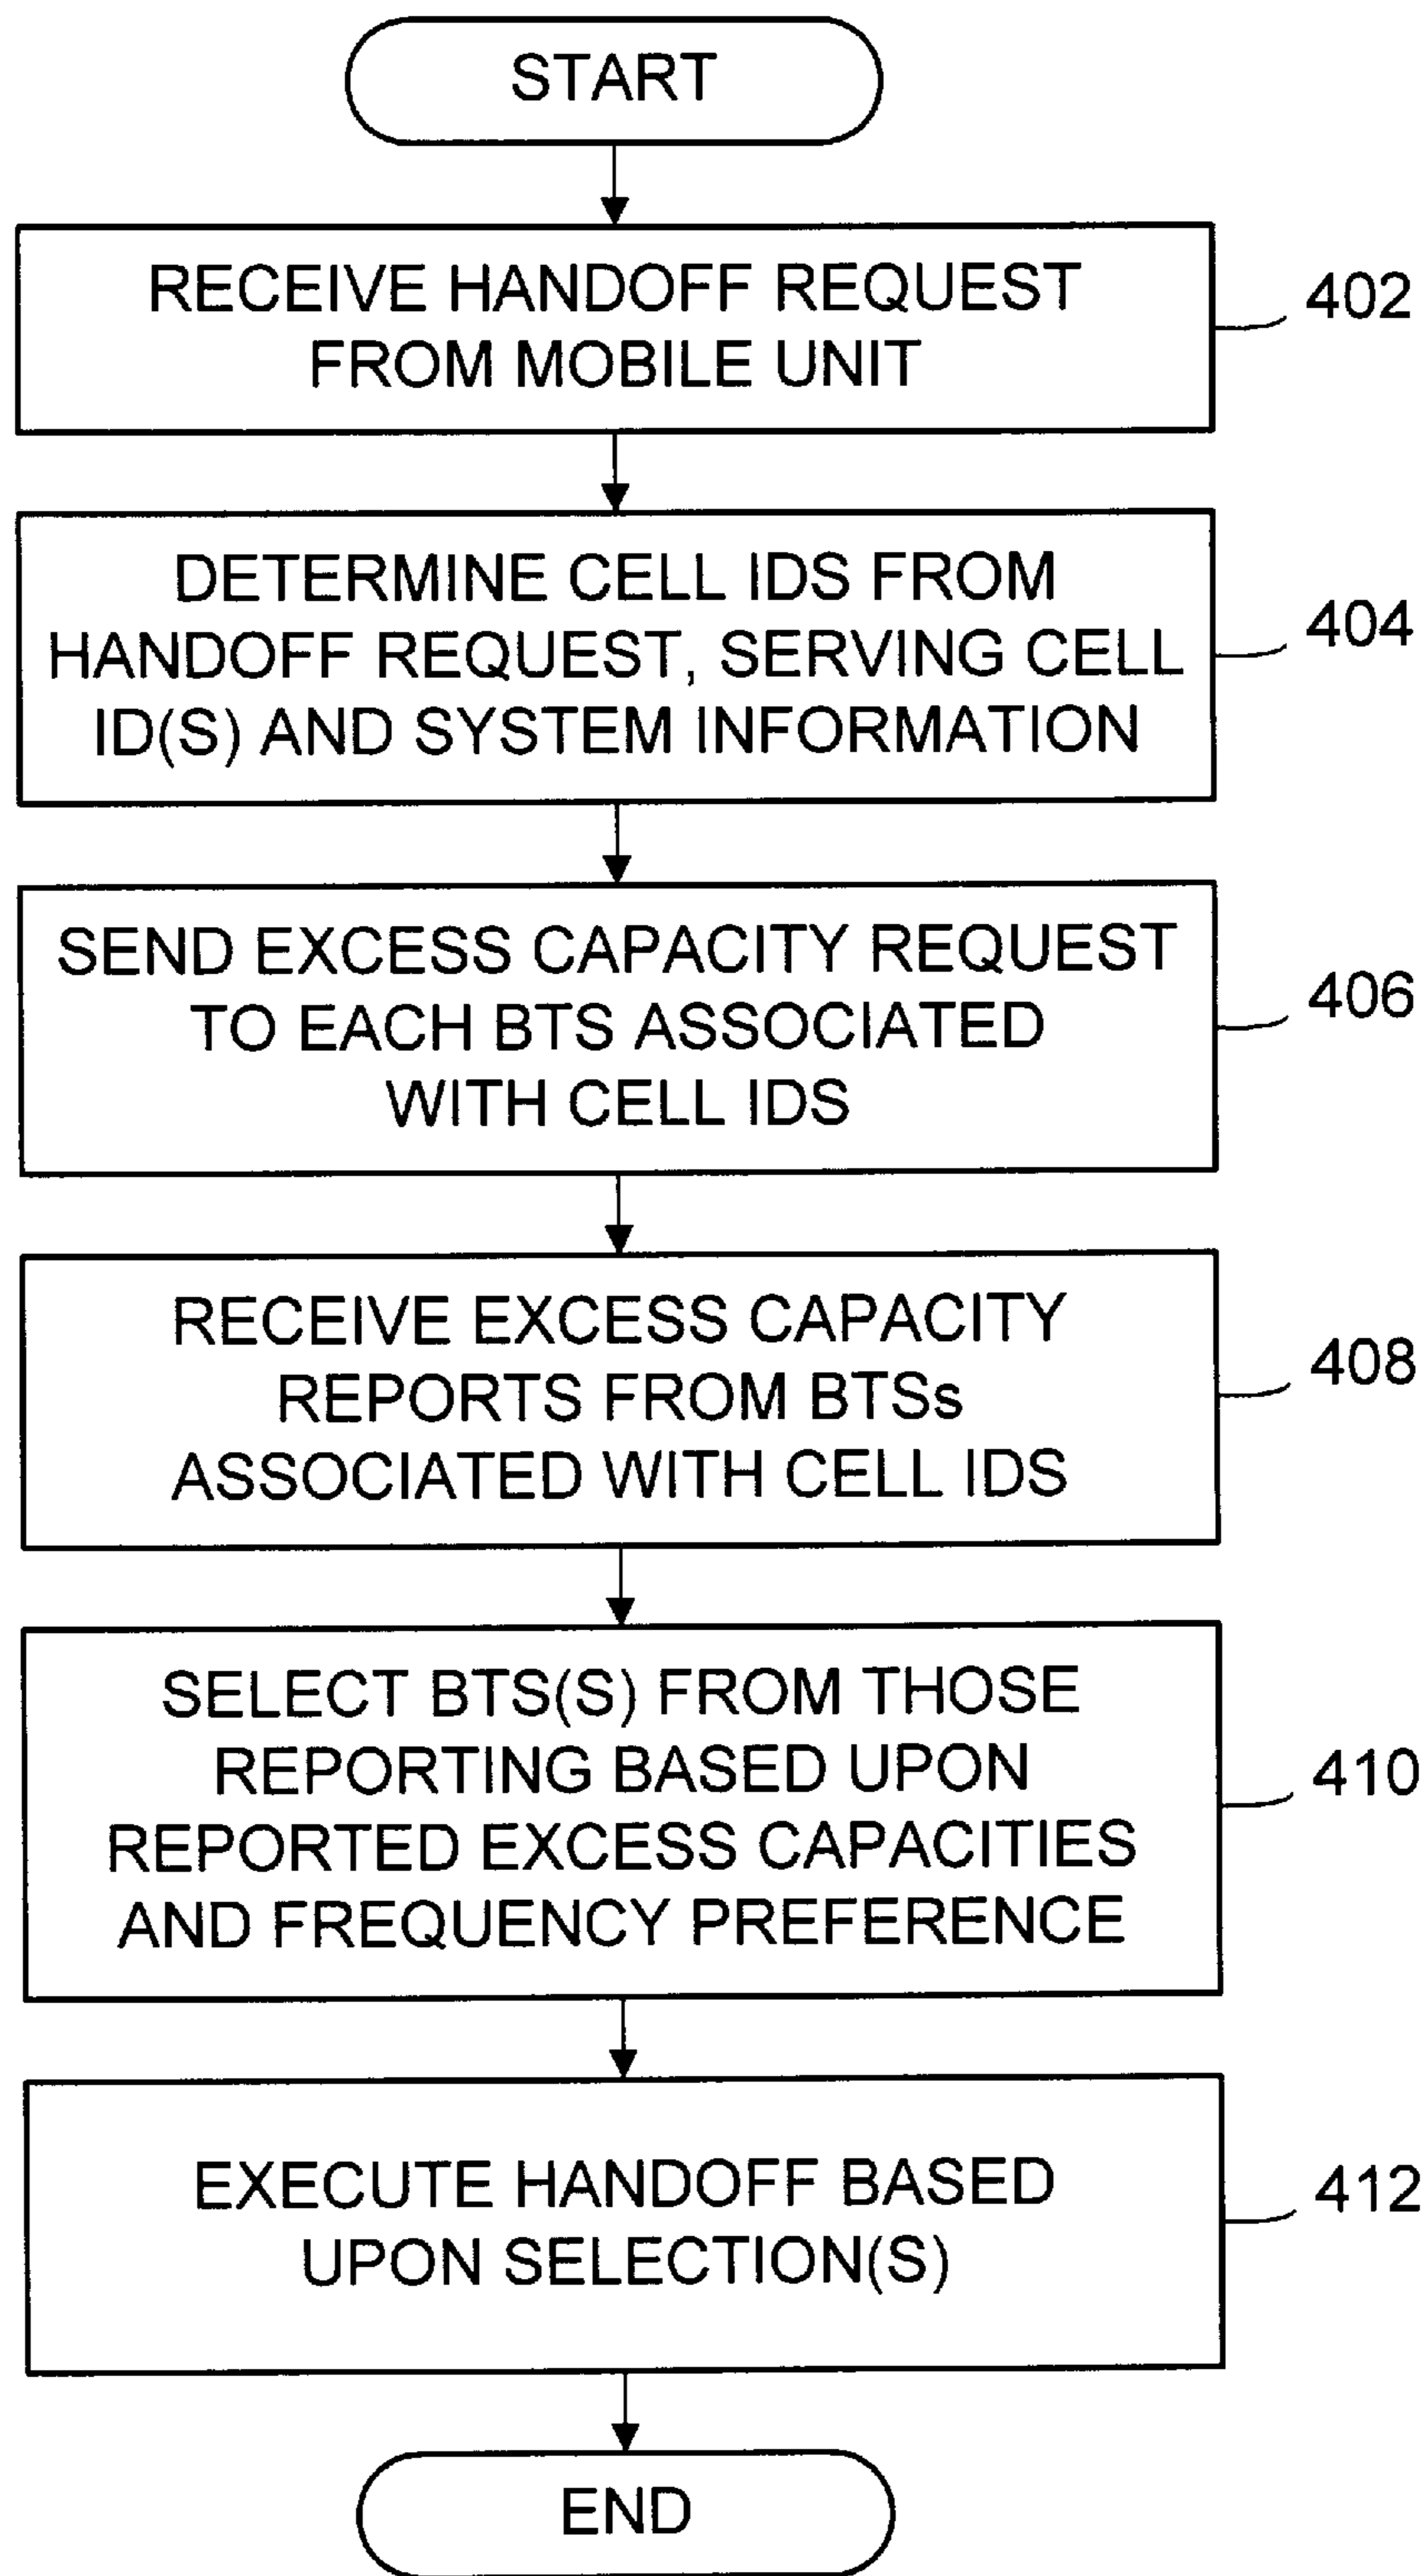 START
RECEIVE HANDOFF REQUEST
FROM MOBILE UNIT
402
DETERMINE CELL IDS FROM
HANDOFF REQUEST, SERVING CELL
ID(S) AND SYSTEM INFORMATION
404
SEND EXCESS CAPACITY REQUEST
TO EACH BTS ASSOCIATED
WITH CELL IDS
406
RECEIVE EXCESS CAPACITY
REPORTS FROM BTSs
ASSOCIATED WITH CELL IDS
408
SELECT BTS(S) FROM THOSE
REPORTING BASED UPON
REPORTED EXCESS CAPACITIES
AND FREQUENCY PREFERENCE
410
EXECUTE HANDOFF BASED
UPON SELECTION(S)
412
END